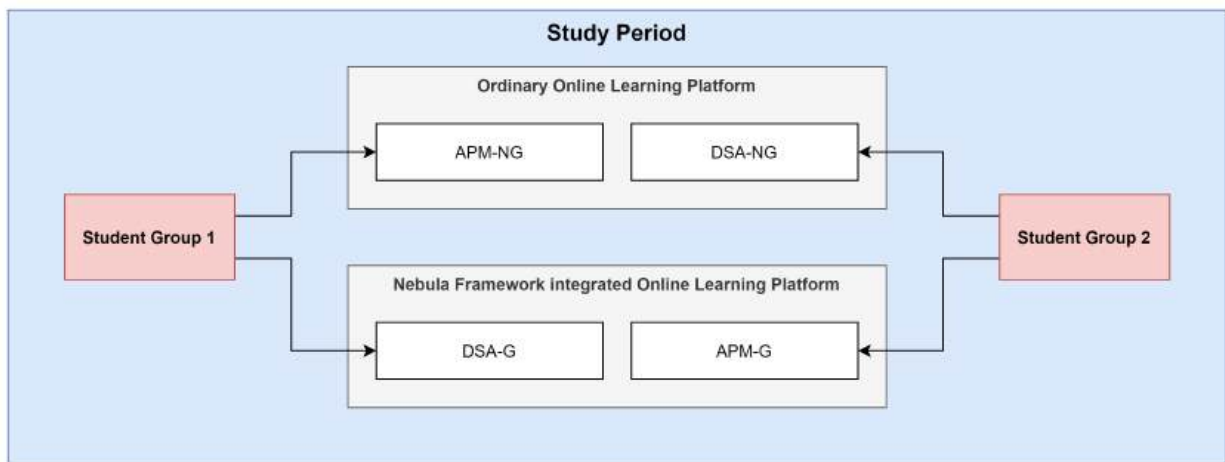 Study Period
Ordinary Online Learning Platform
APM-NG
DSA-NG
Student Group 1
Student Group 2
Nebula Framework integrated Online Learning Platform
DSA-G
APM-G